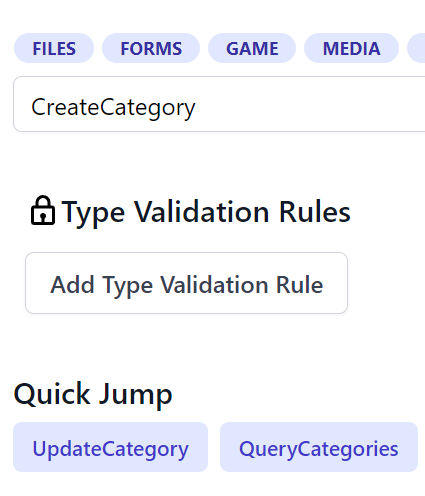 FILES FORMS GAME MEDIA
CreateCategory
Type Validation Rules
Add Type Validation Rule
Quick Jump
UpdateCategory QueryCategories